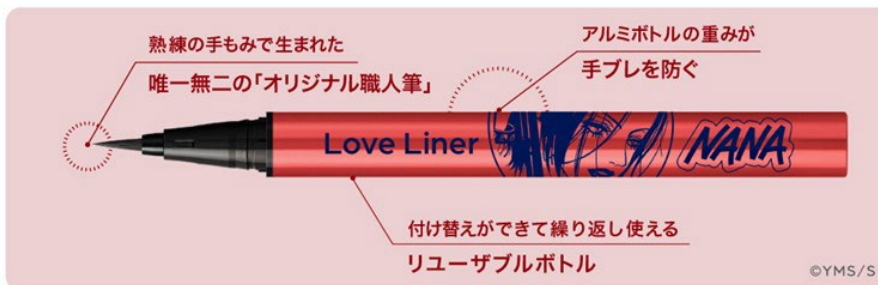 熟練の手もみで生まれた
唯一無二の「オリジナル職人筆」
アルミボトルの重みが
手ブレを防ぐ
Love Liner
NANA
付け替えができて繰り返し使える
リユーザブルボトル
©YMS/S